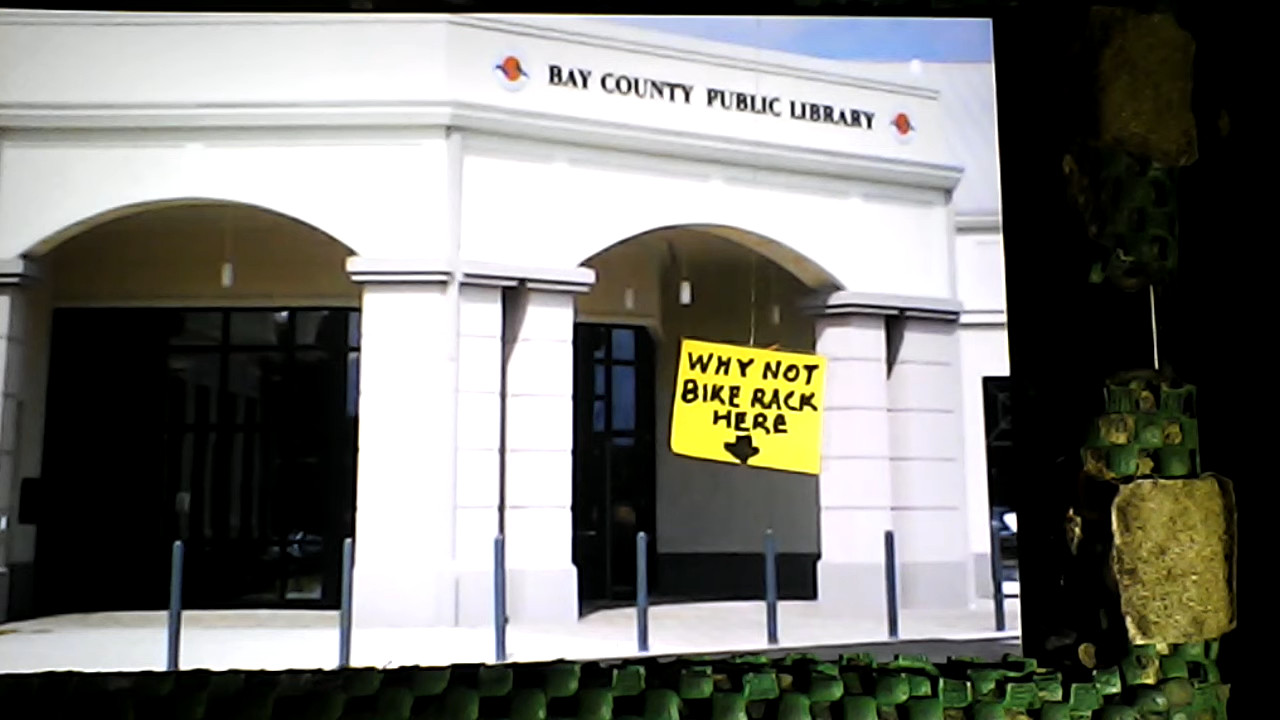 BAY COUNTY PUBLIC LIBRARY
WHY NOT
BIKE RACK
HERE